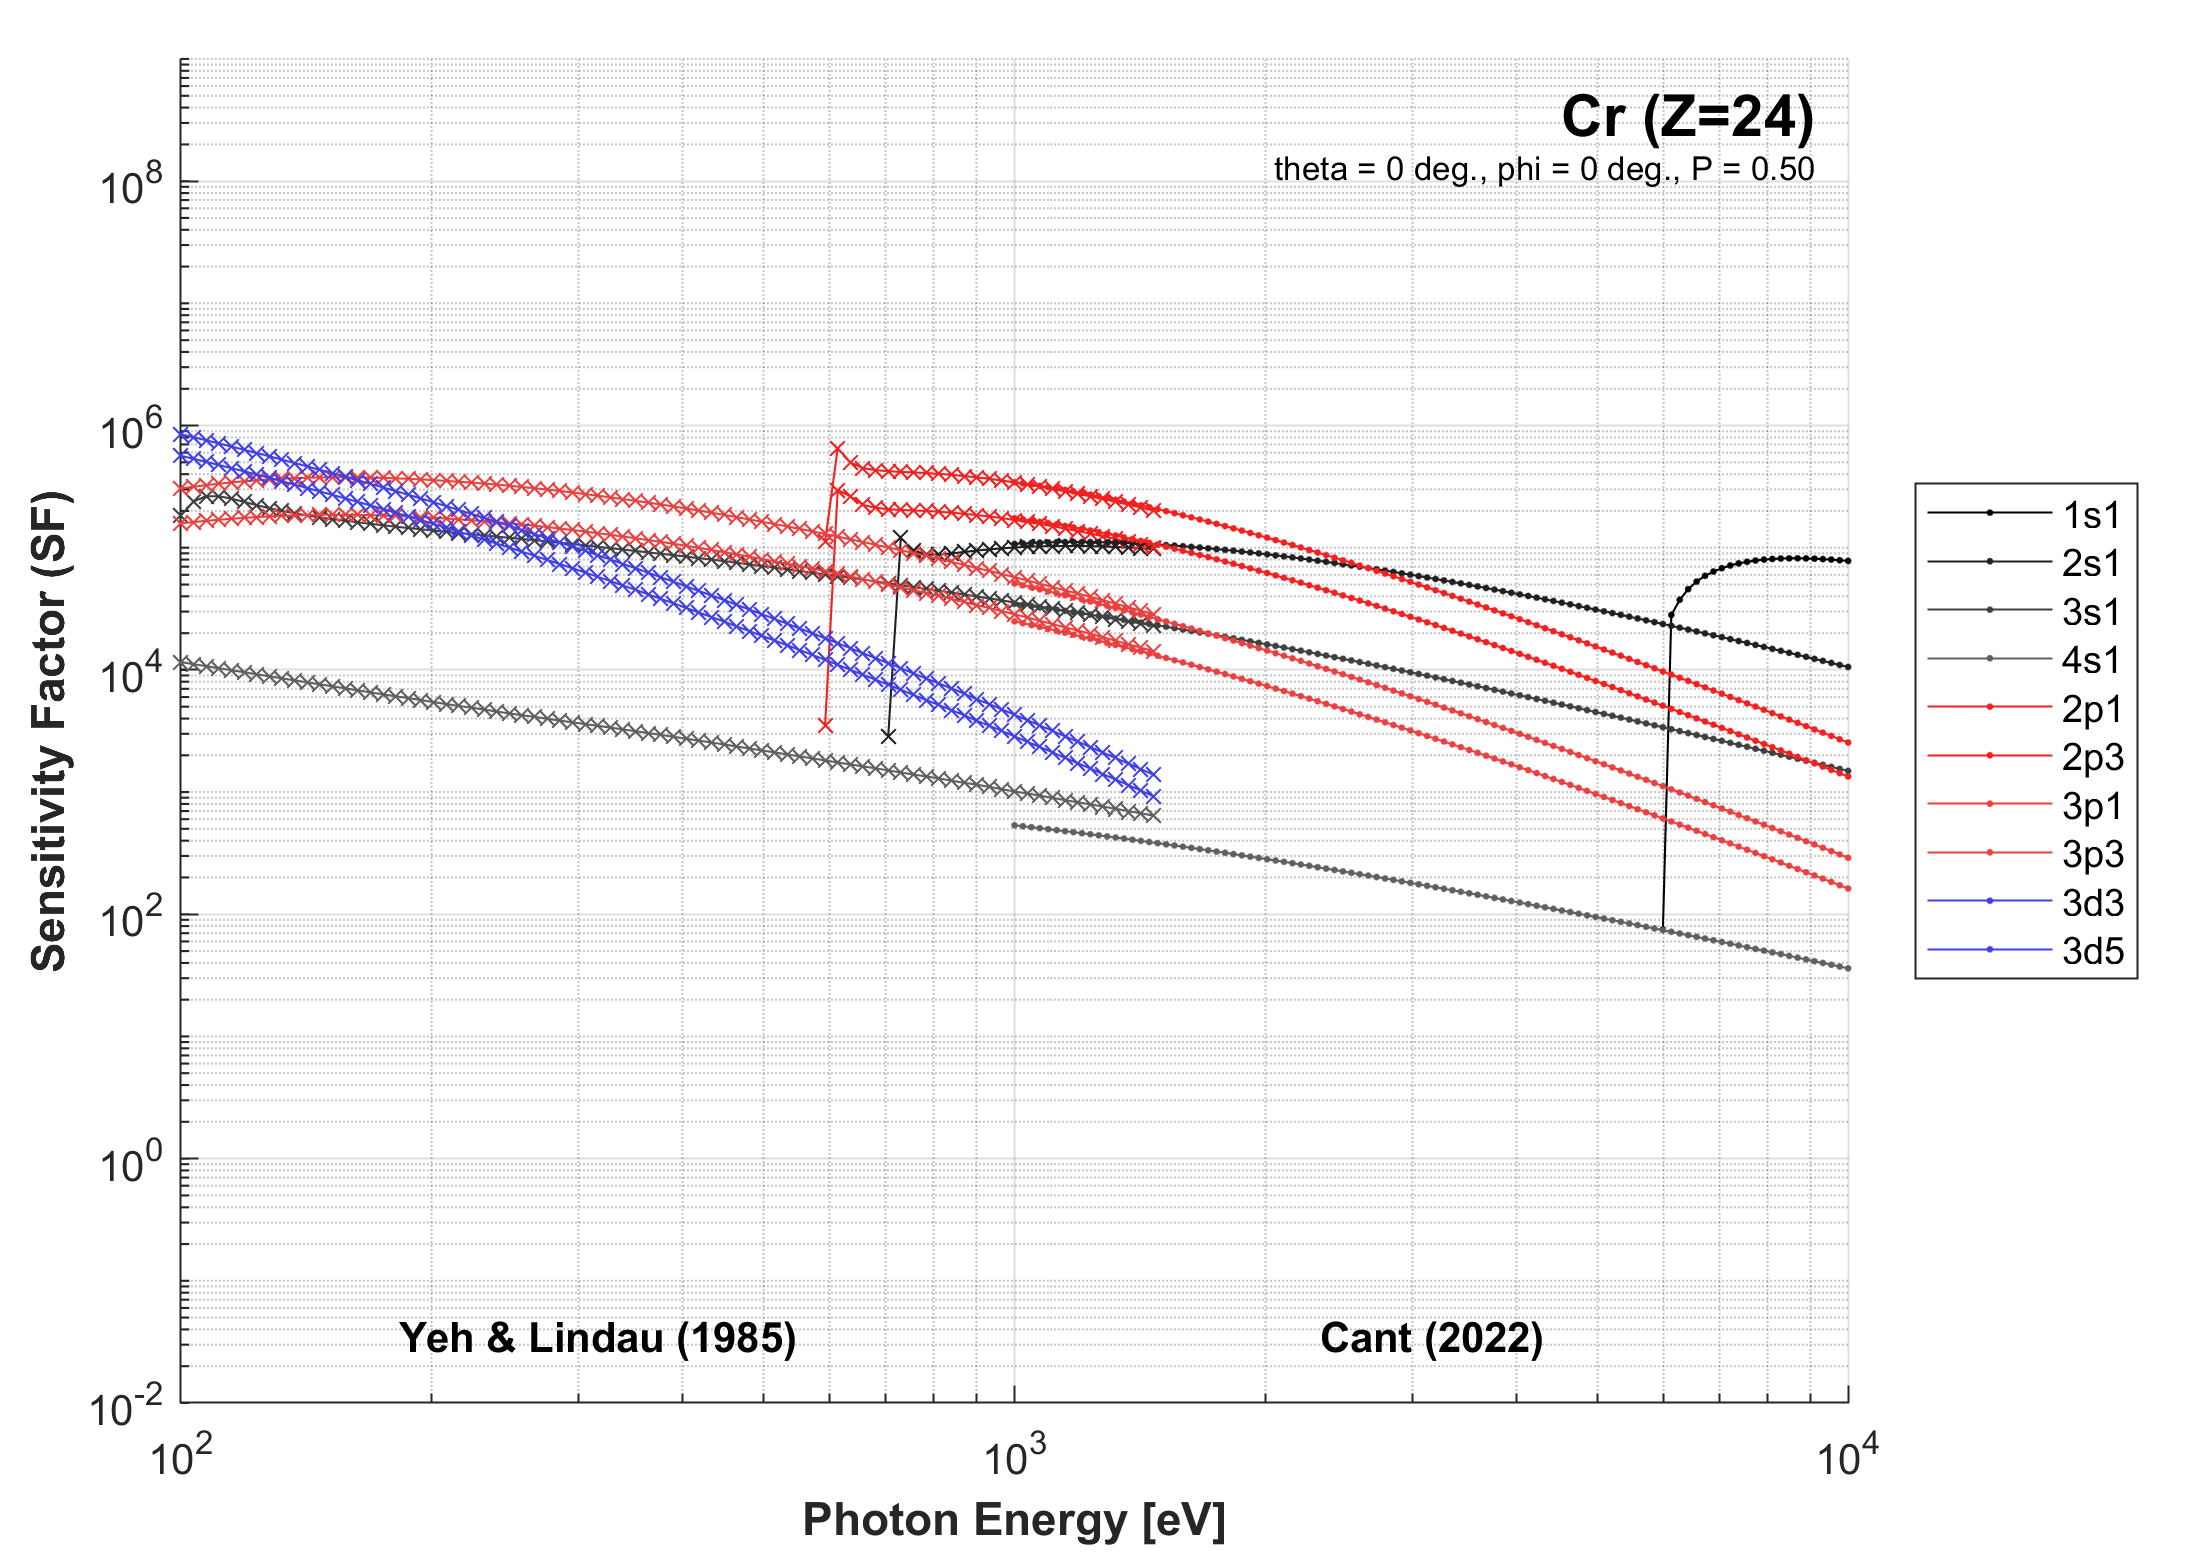 Cr (Z=24)
theta = 0 deg., phi = 0 deg., P = 0.50
Sensitivity Factor (SF)
10^8
10^6
10^4
10^2
10^0
10^-2
10^2
10^3
10^4
Yeh & Lindau (1985)
Cant (2022)
Photon Energy [eV]
1s1
2s1
3s1
4s1
2p1
2p3
3p1
3p3
3d3
3d5